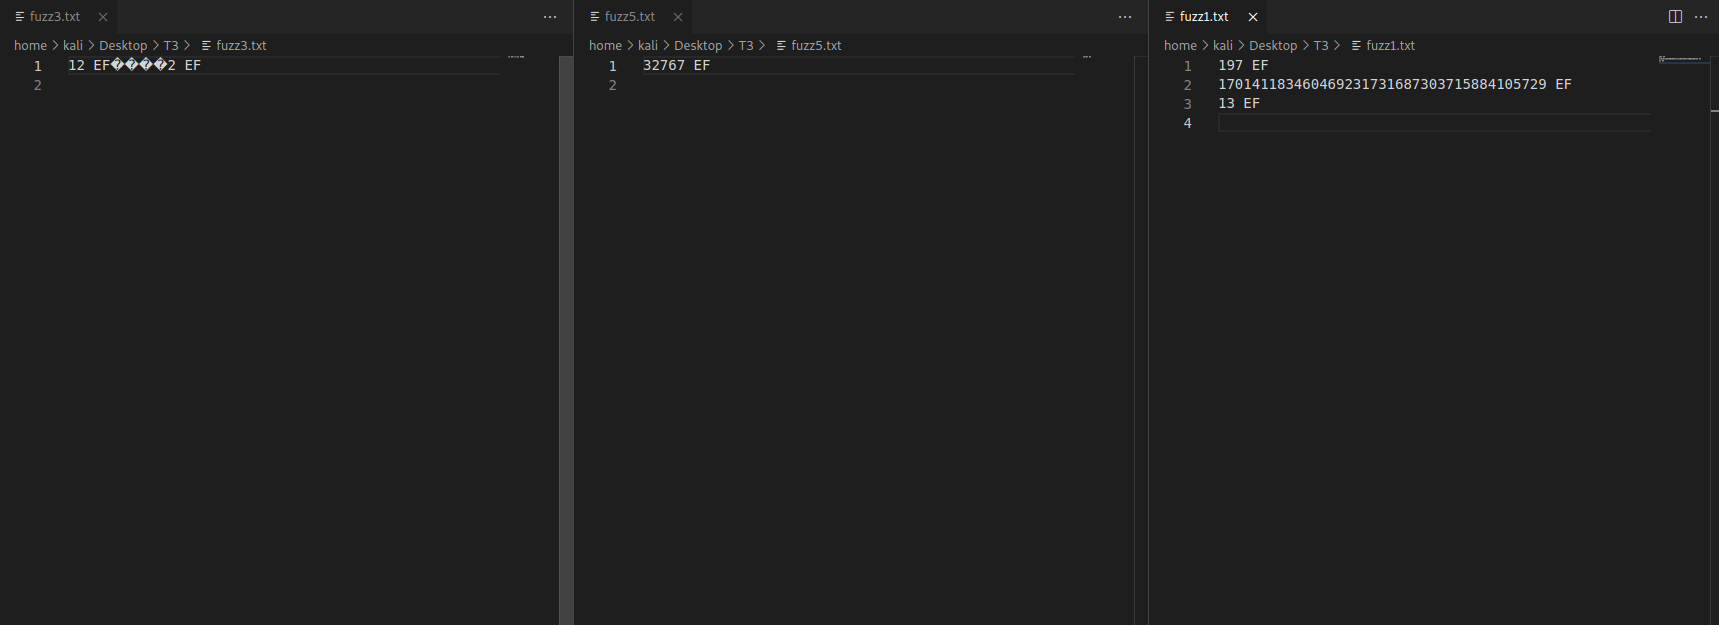 fuzz3.txt
home > kali > Desktop > T3 > fuzz3.txt
1 12 EF����2 EF
2
fuzz5.txt
home > kali > Desktop > T3 > fuzz5.txt
1 32767 EF
2
fuzz1.txt
home > kali > Desktop > T3 > fuzz1.txt
1 197 EF
2 170141183460469231731687303715884105729 EF
3 13 EF
4